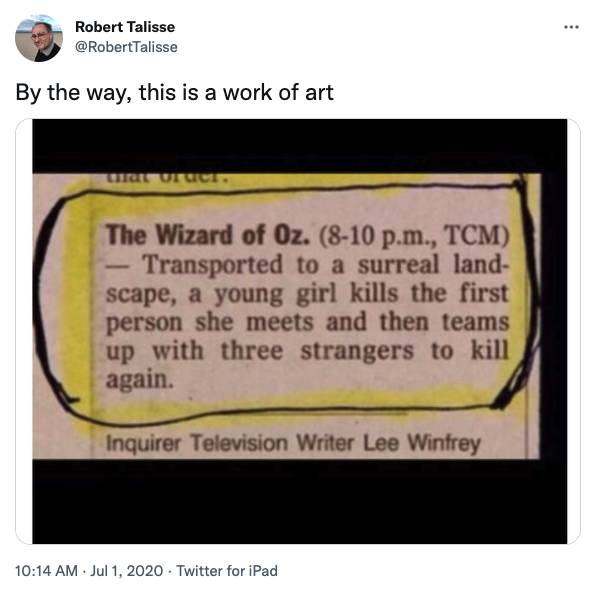 Robert Talisse
@RobertTalisse
By the way, this is a work of art
that order.
The Wizard of Oz. (8-10 p.m., TCM)
— Transported to a surreal land-
scape, a young girl kills the first
person she meets and then teams
up with three strangers to kill
again.
Inquirer Television Writer Lee Winfrey
10:14 AM · Jul 1, 2020 · Twitter for iPad